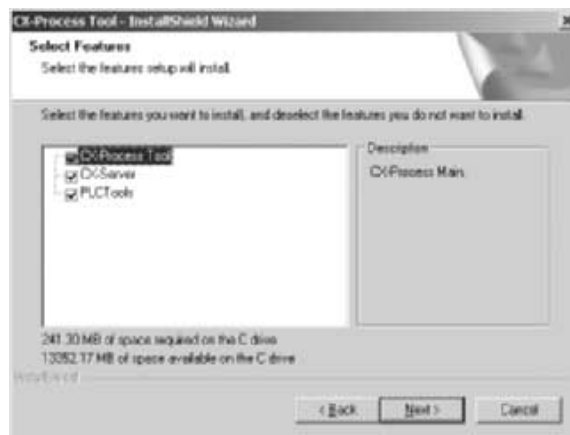 CX-Process Tool - InstallShield Wizard
Select Features
Select the features setup will install.
Select the features you want to install, and deselect the features you do not want to install.
CX-Process Tool
CX-Server
PLCTools
Description
CX-Process Main.
241.30 MB of space required on the C drive
13352.17 MB of space available on the C drive
InstallShield
< Back
Next >
Cancel